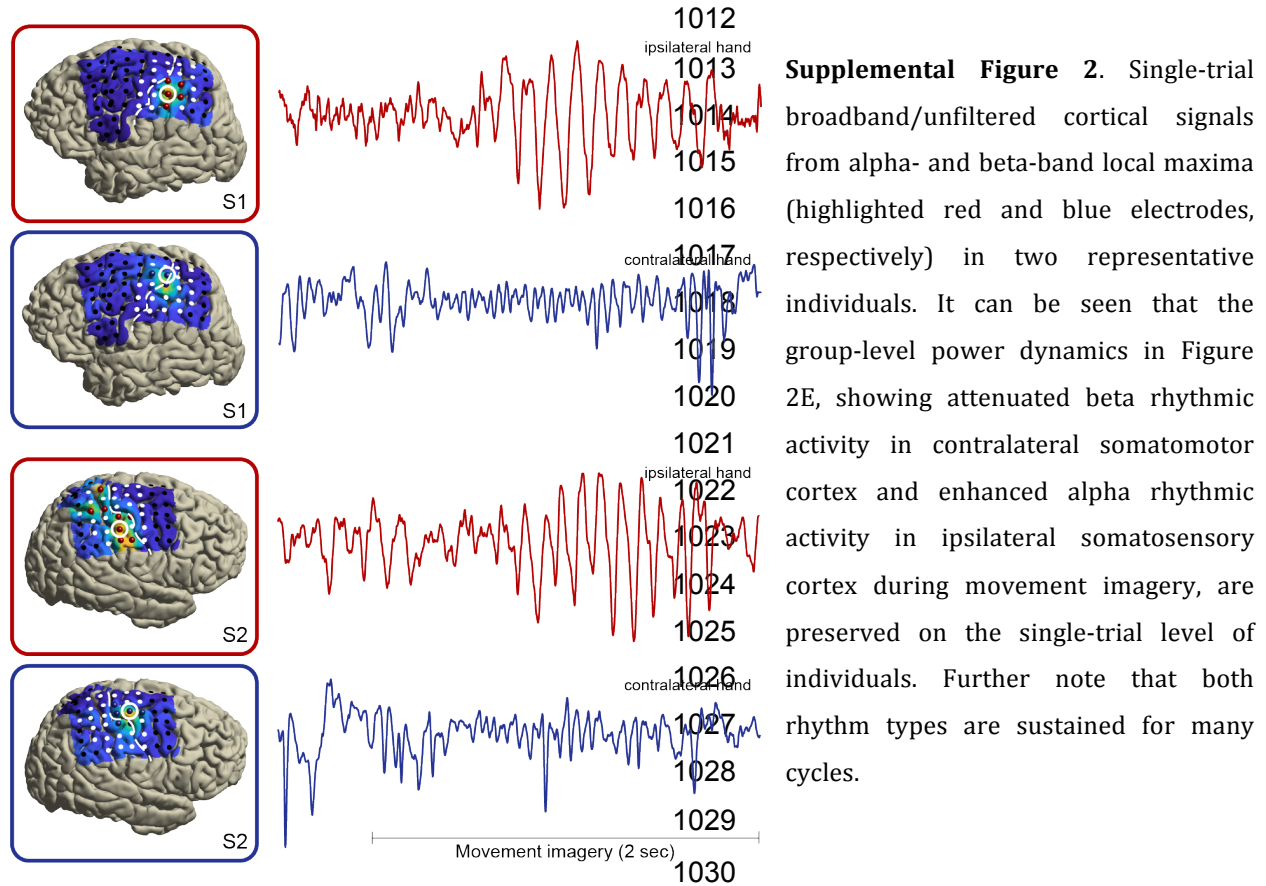 1012
ipsilateral hand
1013
1014
1015
S1
1016
1017
contralateral hand
1018
1019
S1
1020
1021
ipsilateral hand
1022
1023
1024
S2
1025
1026
contralateral hand
1027
1028
S2
1029
Movement imagery (2 sec)
1030
Supplemental Figure 2. Single-trial
broadband/unfiltered cortical signals
from alpha- and beta-band local maxima
(highlighted red and blue electrodes,
respectively) in two representative
individuals. It can be seen that the
group-level power dynamics in Figure
2E, showing attenuated beta rhythmic
activity in contralateral somatomotor
cortex and enhanced alpha rhythmic
activity in ipsilateral somatosensory
cortex during movement imagery, are
preserved on the single-trial level of
individuals. Further note that both
rhythm types are sustained for many
cycles.